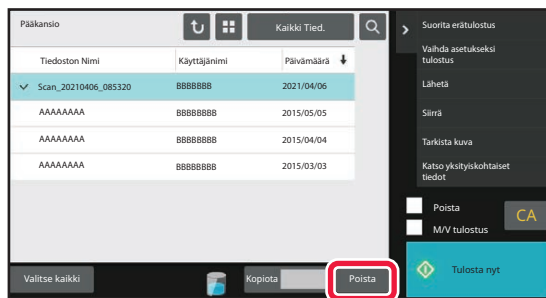 Pääkansio
Kaikki Tied.
Tiedoston Nimi Käyttäjänimi Päivämäärä
Scan_20210406_085320 BBBBBBB 2021/04/06
AAAAAAAA BBBBBBBB 2015/05/05
AAAAAAAA BBBBBBBB 2015/04/04
AAAAAAAA BBBBBBBB 2015/03/03
Valitse kaikki
Kopiota
Poista
Suorita erätulostus
Vaihda asetukseksi
tulostus
Lähetä
Siirrä
Tarkista kuva
Katso yksityiskohtaiset
tiedot
Poista
M/V tulostus
CA
Tulosta nyt